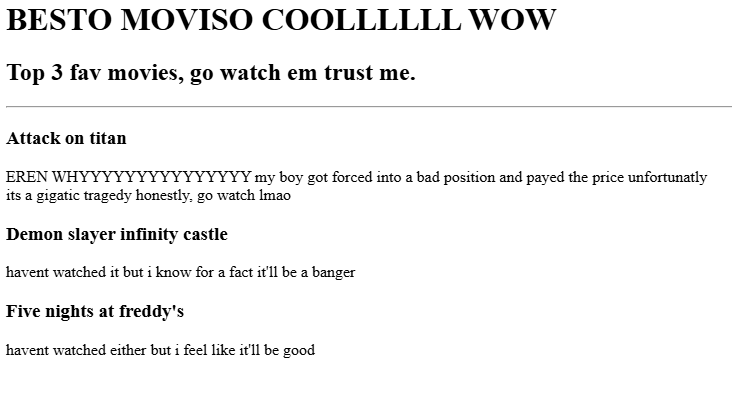 BESTO MOVISO COOLLLLLL WOW
Top 3 fav movies, go watch em trust me.
Attack on titan
EREN WHYYYYYYYYYYYYYYYY my boy got forced into a bad position and payed the price unfortunatly
its a gigatic tragedy honestly, go watch lmao
Demon slayer infinity castle
havent watched it but i know for a fact it'll be a banger
Five nights at freddy's
havent watched either but i feel like it'll be good